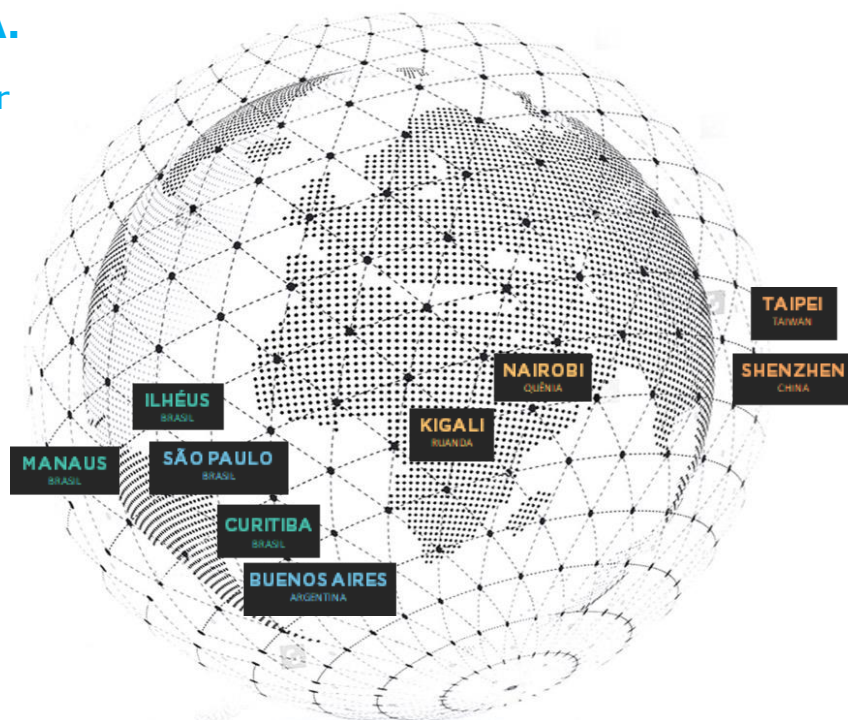 A.
r
TAIPEI
TAIWAN
NAIROBI
QUÊNIA
SHENZHEN
CHINA
ILHÉUS
BRASIL
KIGALI
RUANDA
MANAUS
BRASIL
SÃO PAULO
BRASIL
CURITIBA
BRASIL
BUENOS AIRES
ARGENTINA